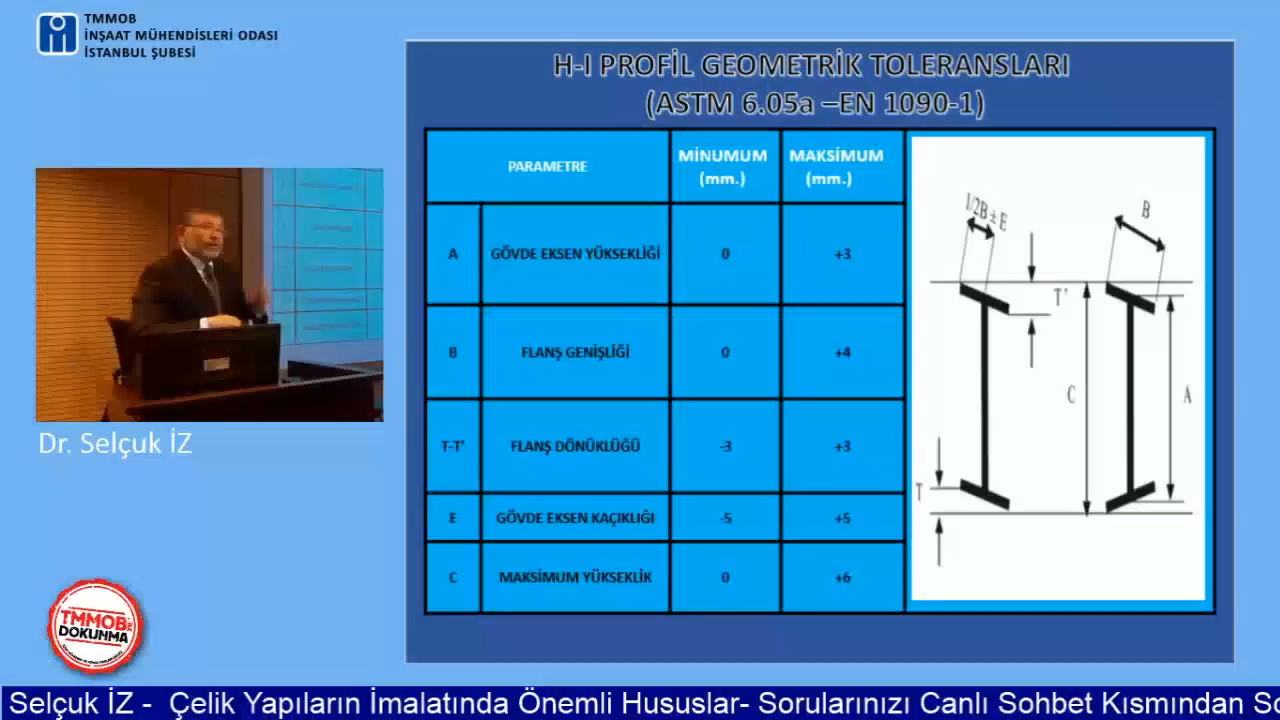 TMMOB
İNŞAAT MÜHENDİSLERİ ODASI
İSTANBUL ŞUBESİ
H-I PROFİL GEOMETRİK TOLERANSLARI
(ASTM 6.05a –EN 1090-1)
PARAMETRE
MİNUMUM
(mm.)
MAKSİMUM
(mm.)
A GÖVDE EKSEN YÜKSEKLİĞİ 0 +3
B FLANŞ GENİŞLİĞİ 0 +4
T-T' FLANŞ DÖNÜKLÜĞÜ -3 +3
E GÖVDE EKSEN KAÇIKLIĞI -5 +5
C MAKSİMUM YÜKSEKLİK 0 +6
1/2B ± E
B
T'
C
A
T
Dr. Selçuk İZ
TMMOB'ye
DOKUNMA
Selçuk İZ - Çelik Yapıların İmalatında Önemli Hususlar- Sorularınızı Canlı Sohbet Kısmından So